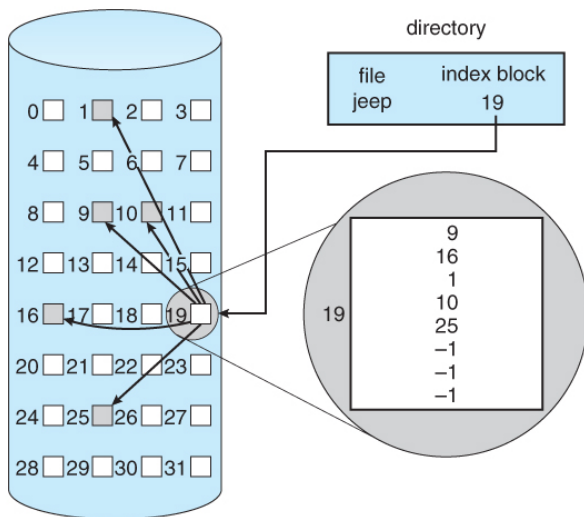 directory
file index block
jeep 19
0 1 2 3
4 5 6 7
8 9 10 11
12 13 14 15
16 17 18 19
20 21 22 23
24 25 26 27
28 29 30 31
19
9
16
1
10
25
–1
–1
–1